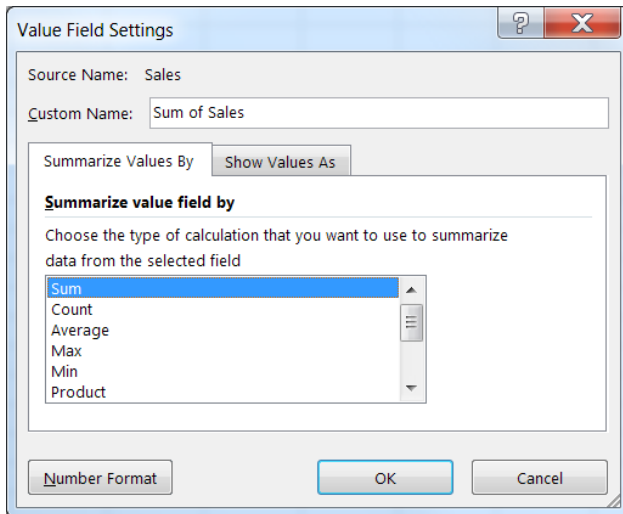 Value Field Settings
Source Name: Sales
Custom Name: Sum of Sales
Summarize Values By Show Values As
Summarize value field by
Choose the type of calculation that you want to use to summarize
data from the selected field
Sum
Count
Average
Max
Min
Product
Number Format OK Cancel